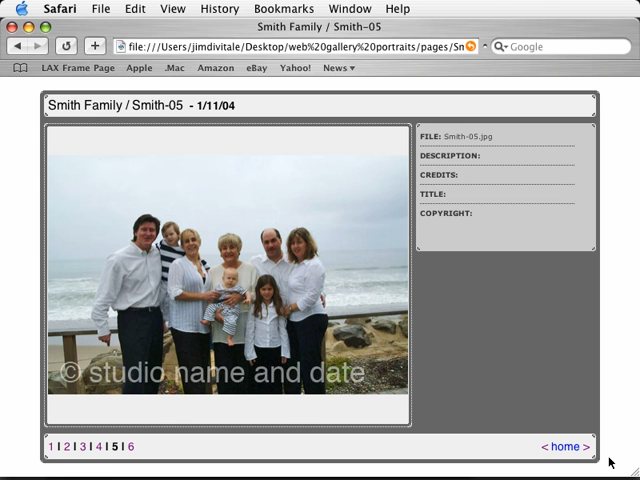 Safari File Edit View History Bookmarks Window Help
Smith Family / Smith-05
file:///Users/jimdivitale/Desktop/web%20gallery%20portraits/pages/Sm
Google
LAX Frame Page Apple .Mac Amazon eBay Yahoo! News
Smith Family / Smith-05 - 1/11/04
FILE: Smith-05.jpg
DESCRIPTION:
CREDITS:
TITLE:
COPYRIGHT:
© studio name and date
1 I 2 I 3 I 4 I 5 I 6
< home >